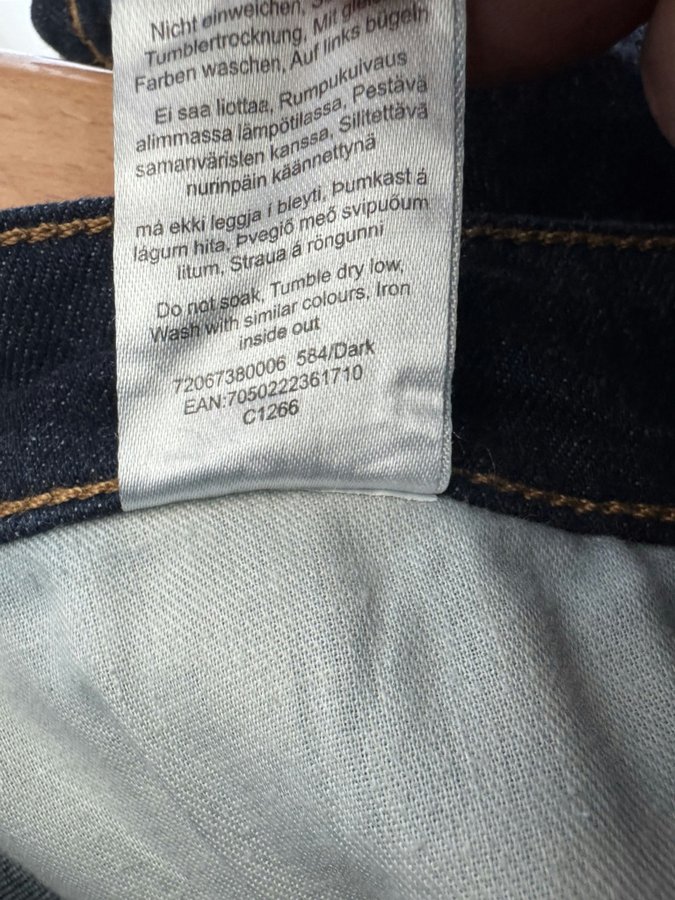 Nicht einweichen,
Tumblertrocknung, Mit
Farben waschen, Auf links bügeln
Ei saa liottaa, Rumpukuivaus
alimmassa lämpötilassa, Pestävä
samanväristen kanssa, Silitettävä
nurinpäin käännettynä
má ekki leggja í bleyti, Þumkast á
lágum hita, Þvegið með svipuðum
litum, Straua á röngunni
Do not soak, Tumble dry low,
Wash with similar colours, Iron
inside out
72067380006 584/Dark
EAN:7050222361710
C1266